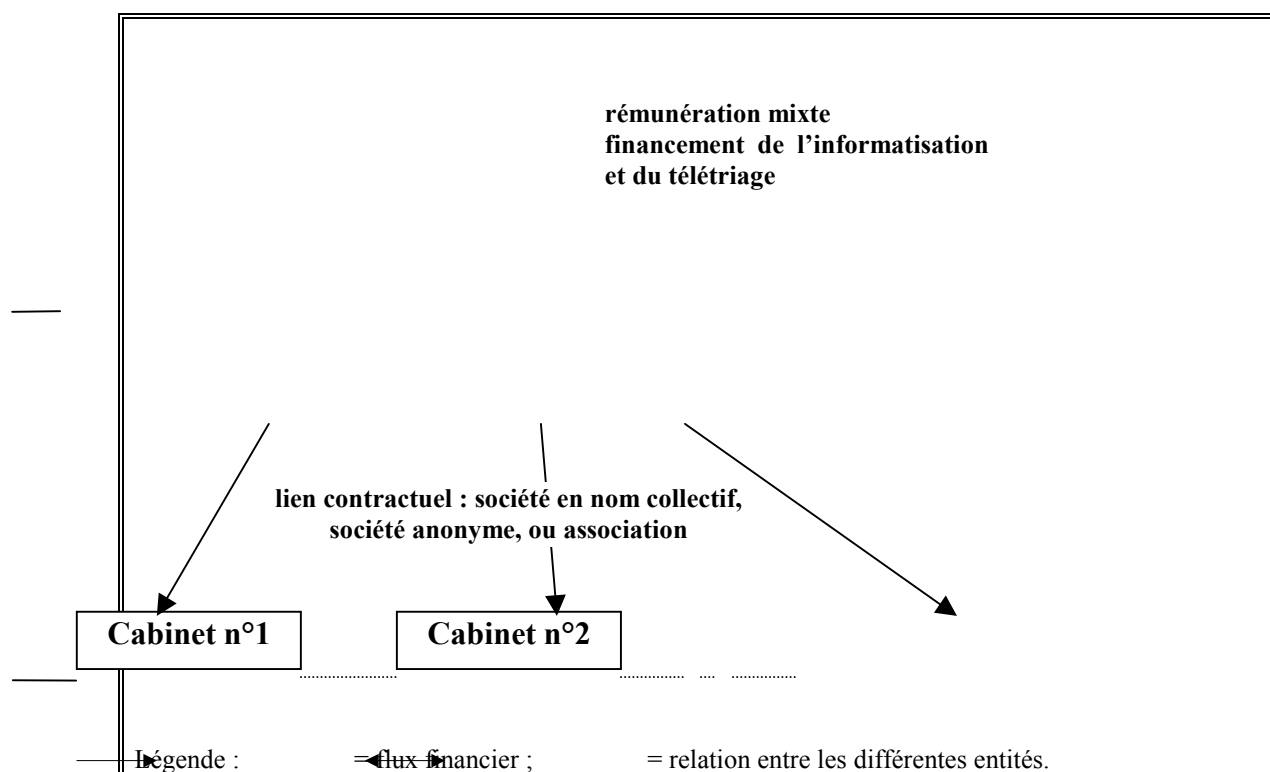 rémunération mixte
financement de l'informatisation
et du télétriage
lien contractuel : société en nom collectif,
société anonyme, ou association
Cabinet n°1
Cabinet n°2
Légende : = flux financier ; = relation entre les différentes entités.